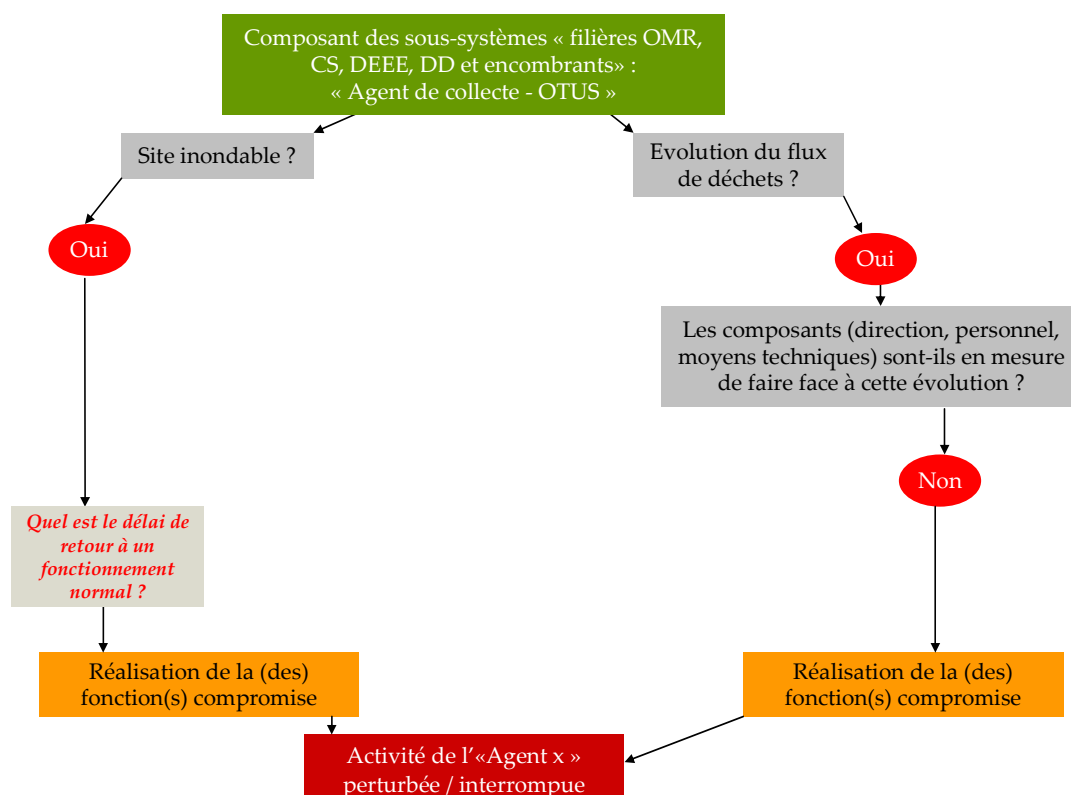 Composant des sous-systèmes « filières OMR,
CS, DEEE, DD et encombrants» :
« Agent de collecte - OTUS »
Site inondable ?
Evolution du flux
de déchets ?
Oui
Oui
Les composants (direction, personnel,
moyens techniques) sont-ils en mesure
de faire face à cette évolution ?
Non
Quel est le délai de
retour à un
fonctionnement
normal ?
Réalisation de la (des)
fonction(s) compromise
Réalisation de la (des)
fonction(s) compromise
Activité de l'«Agent x »
perturbée / interrompue